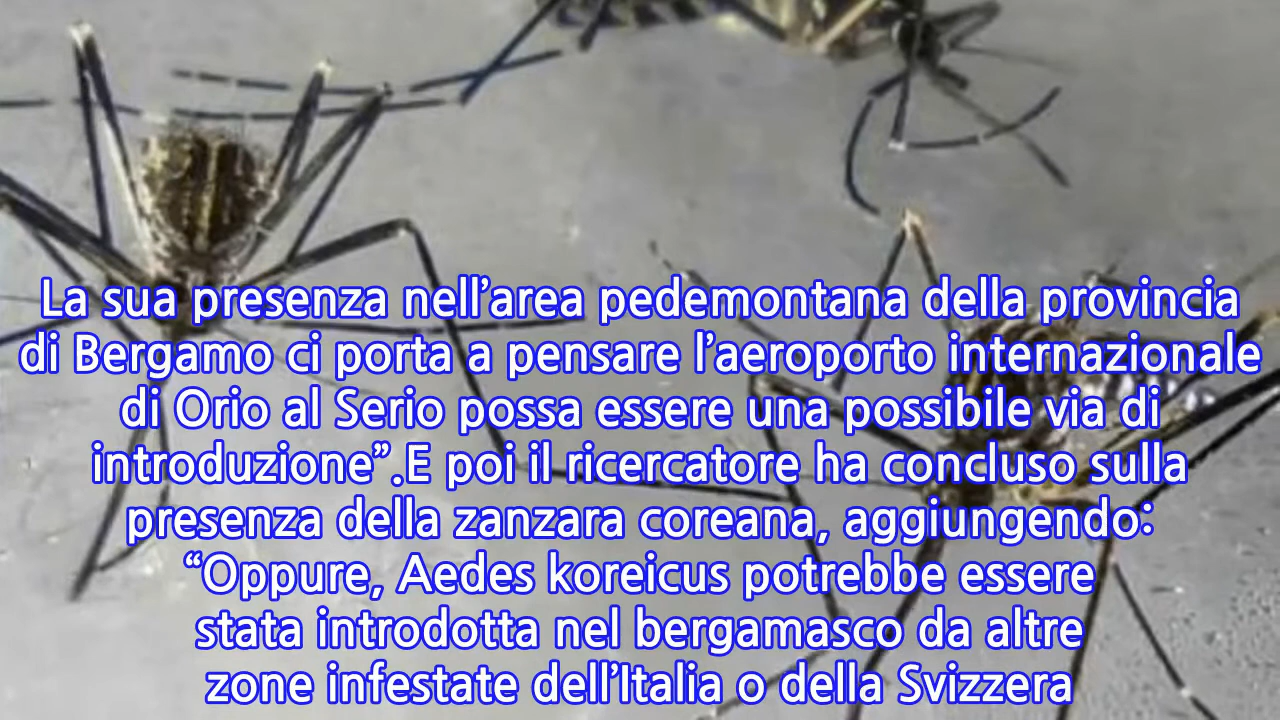 La sua presenza nell’area pedemontana della provincia
di Bergamo ci porta a pensare l’aeroporto internazionale
di Orio al Serio possa essere una possibile via di
introduzione”.E poi il ricercatore ha concluso sulla
presenza della zanzara coreana, aggiungendo:
“Oppure, Aedes koreicus potrebbe essere
stata introdotta nel bergamasco da altre
zone infestate dell’Italia o della Svizzera